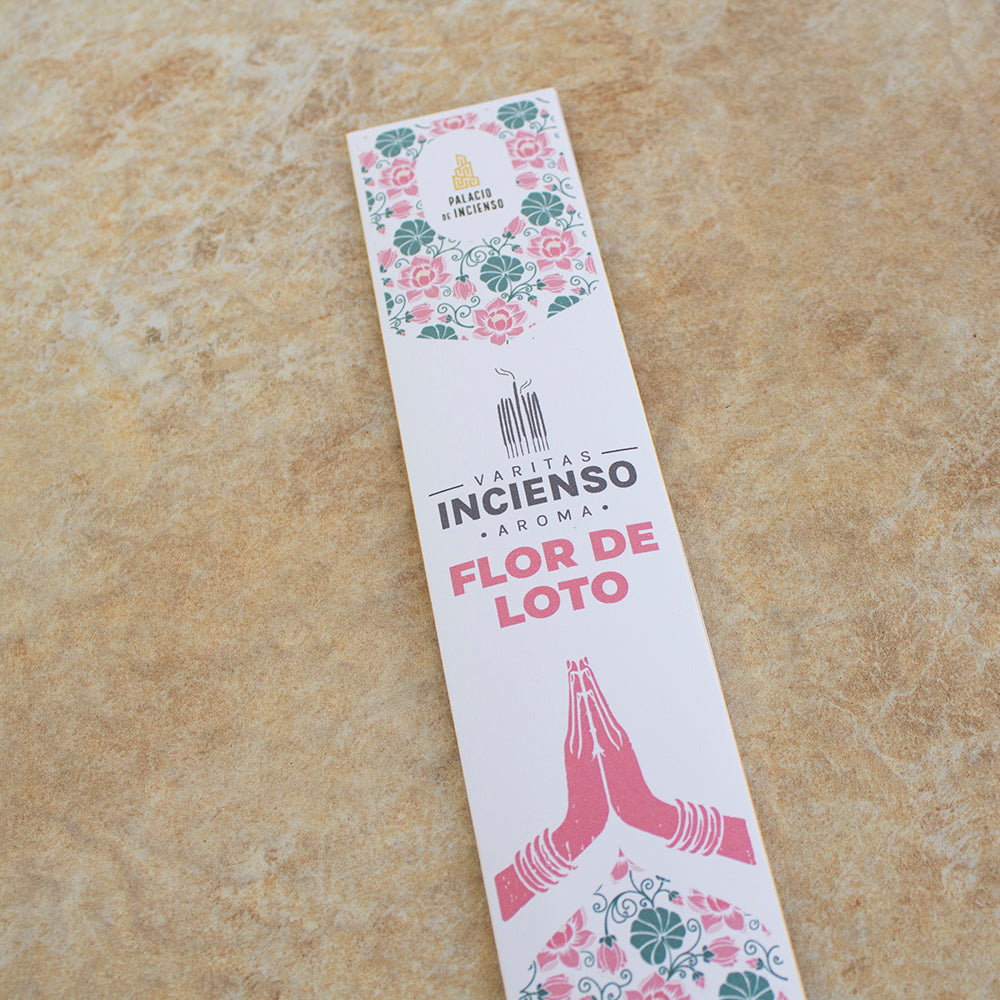 PALACIO
DE INCIENSO
VARITAS
INCIENSO
• AROMA •
FLOR DE
LOTO